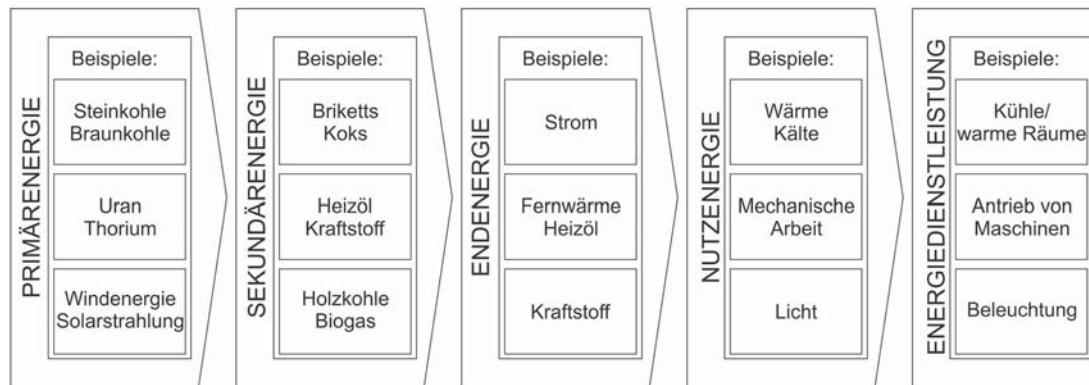 PRIMÄRENERGIE
Beispiele:
Steinkohle
Braunkohle
Uran
Thorium
Windenergie
Solarstrahlung
SEKUNDÄRENERGIE
Beispiele:
Briketts
Koks
Heizöl
Kraftstoff
Holzkohle
Biogas
ENDENERGIE
Beispiele:
Strom
Fernwärme
Heizöl
Kraftstoff
NUTZENERGIE
Beispiele:
Wärme
Kälte
Mechanische
Arbeit
Licht
ENERGIEDIENSTLEISTUNG
Beispiele:
Kühle/
warme Räume
Antrieb von
Maschinen
Beleuchtung